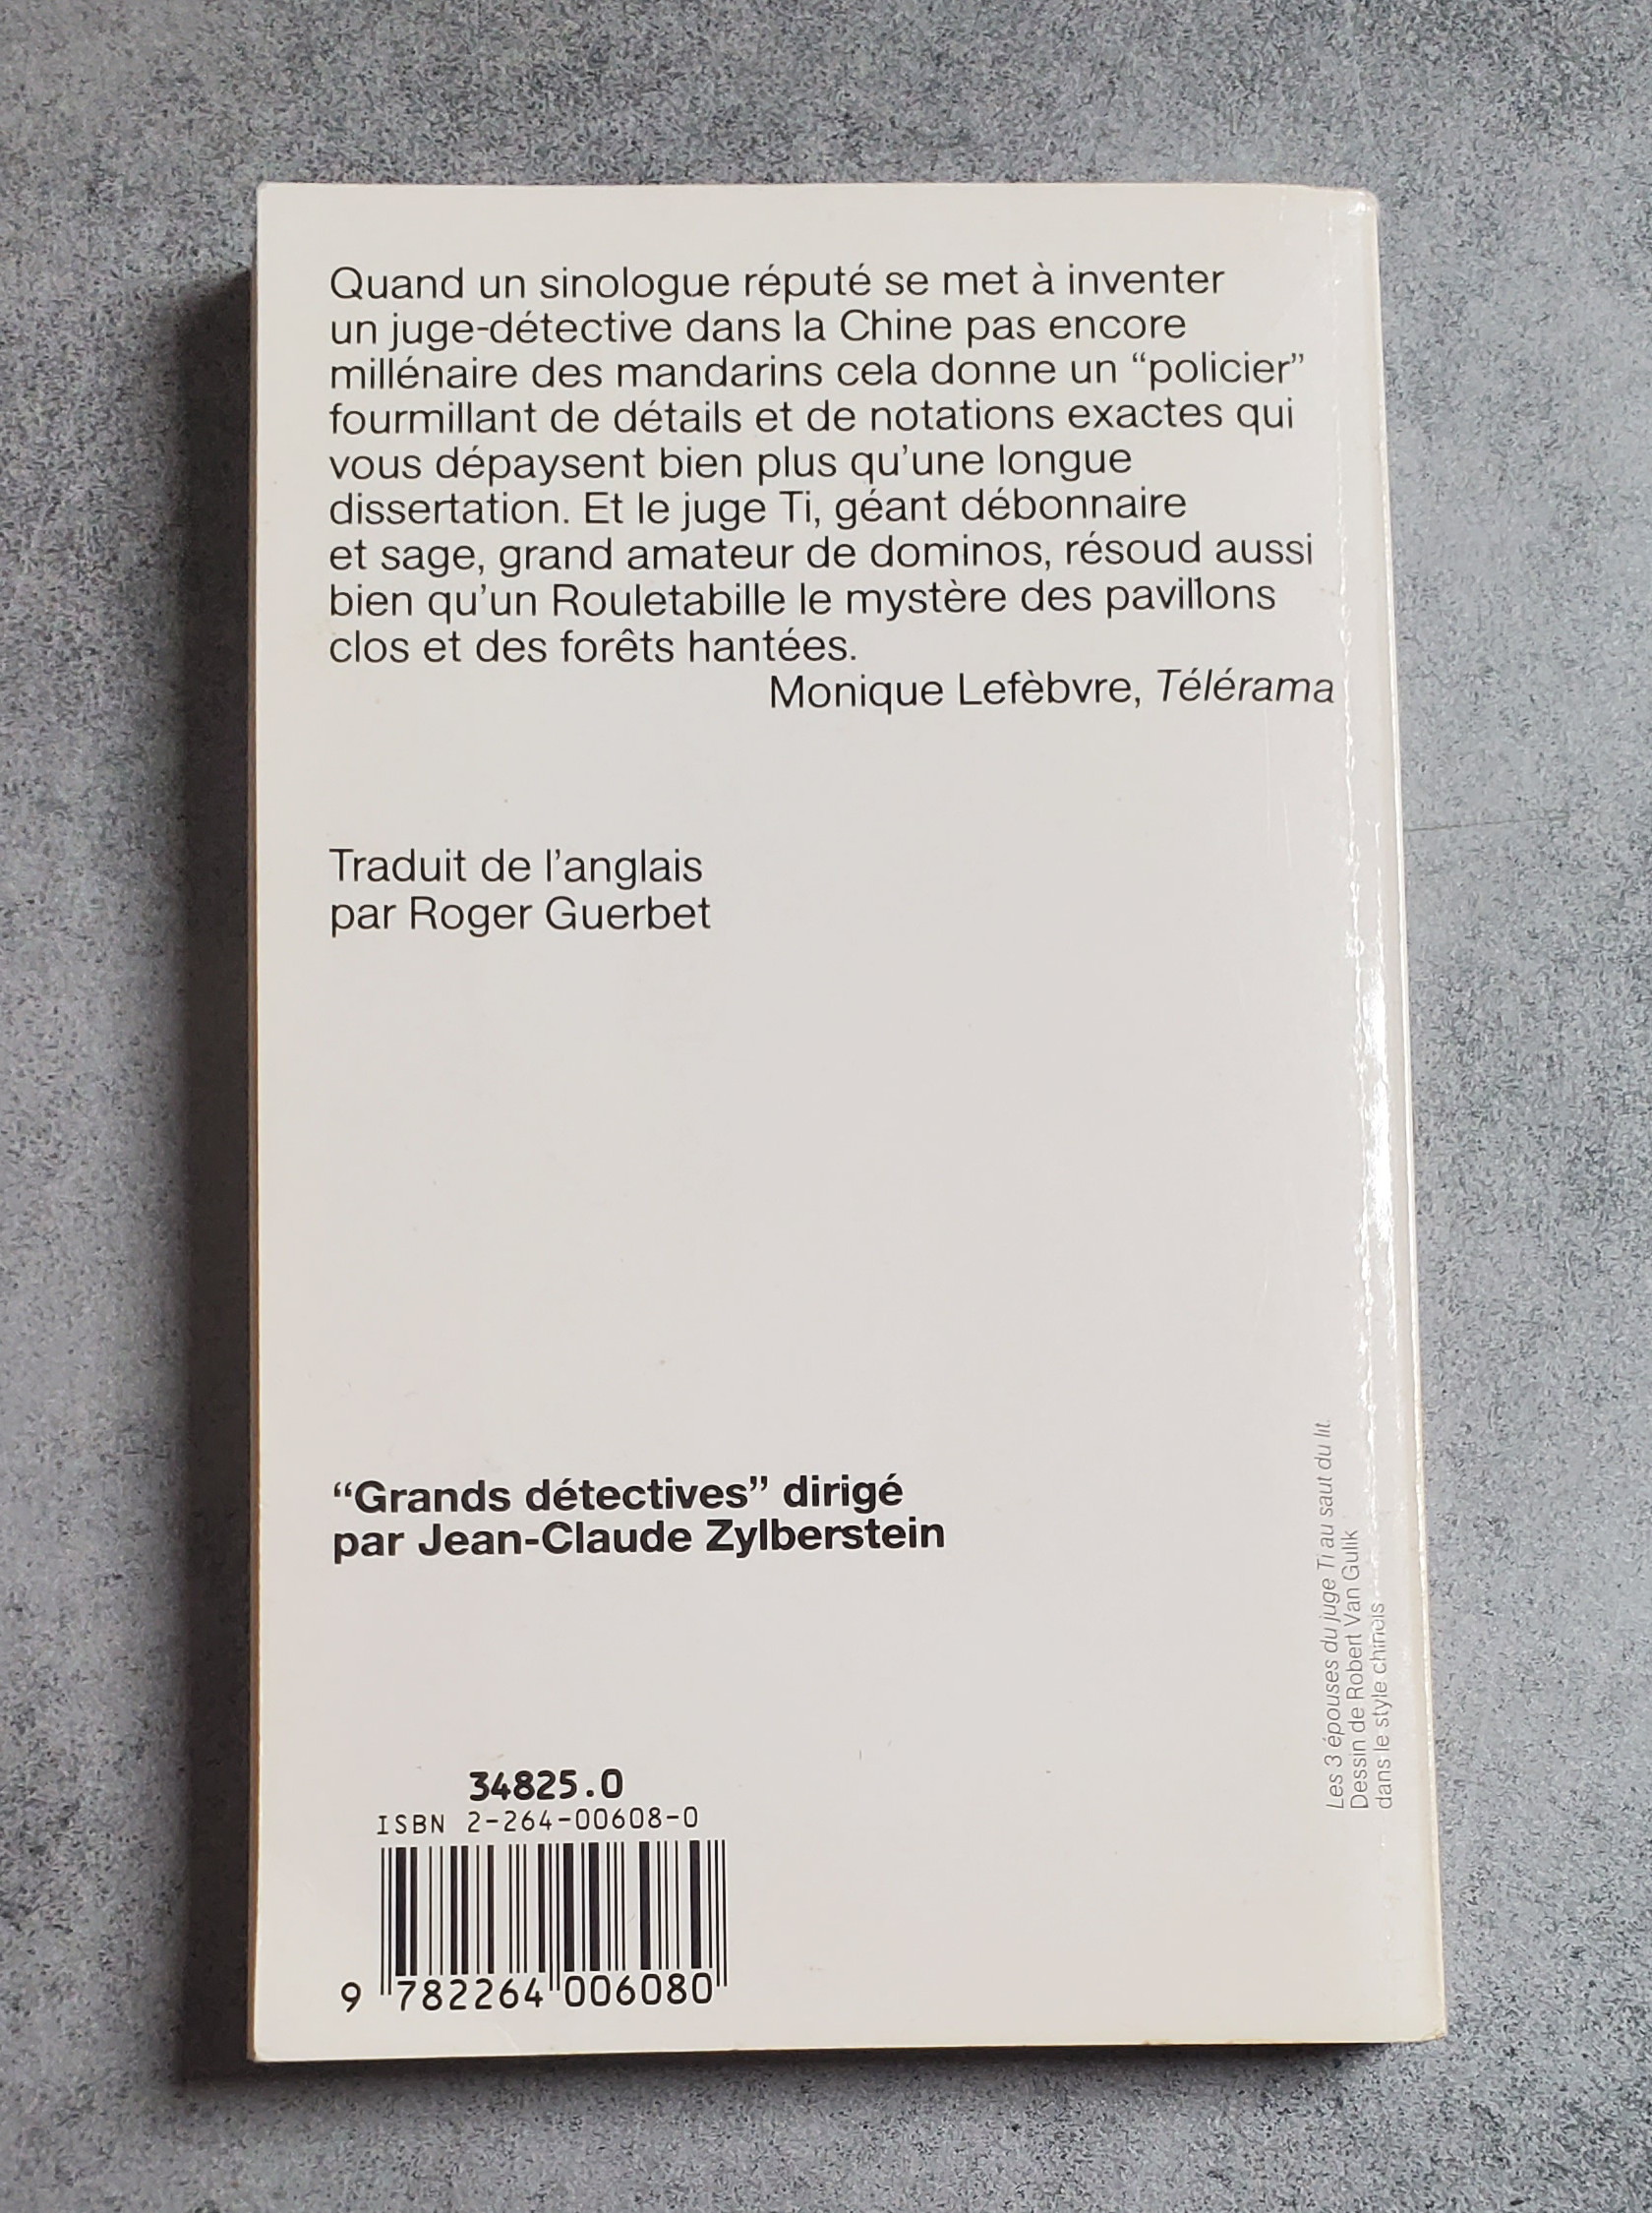 Quand un sinologue réputé se met à inventer
un juge-détective dans la Chine pas encore
millénaire des mandarins cela donne un “policier”
fourmillant de détails et de notations exactes qui
vous dépaysent bien plus qu'une longue
dissertation. Et le juge Ti, géant débonnaire
et sage, grand amateur de dominos, résoud aussi
bien qu'un Rouletabille le mystère des pavillons
clos et des forêts hantées.
Monique Lefèbvre, Télérama
Traduit de l'anglais
par Roger Guerbet
“Grands détectives” dirigé
par Jean-Claude Zylberstein
Les 3 épouses du juge Ti au saut du lit.
Dessin de Robert Van Gulik
dans le style chinois
34825.0
ISBN 2-264-00608-0
9 782264 006080